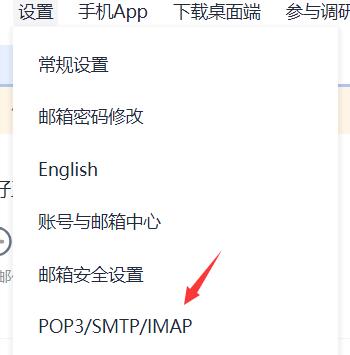 设置 手机App 下载桌面端 参与调研
常规设置
邮箱密码修改
English
账号与邮箱中心
邮箱安全设置
POP3/SMTP/IMAP